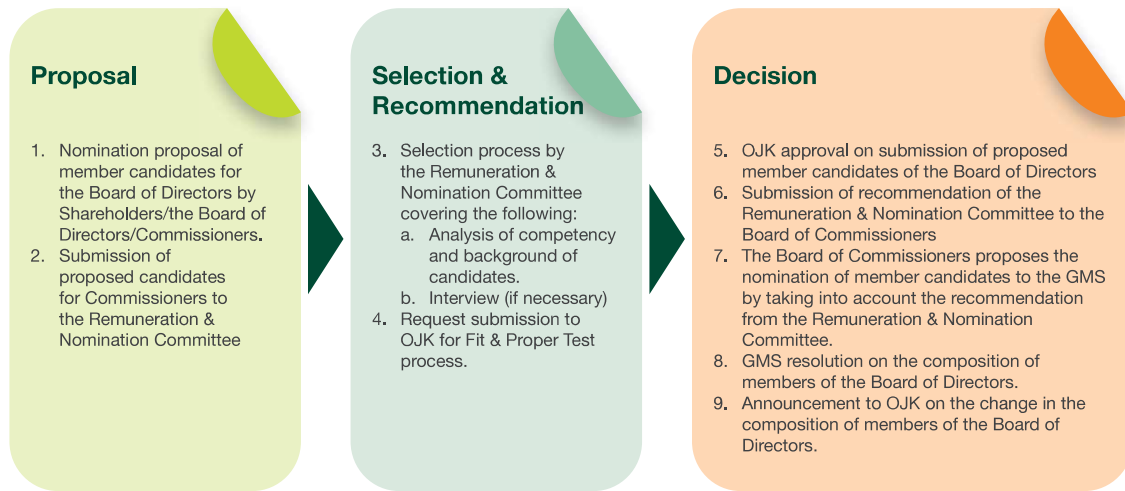 Proposal
1. Nomination proposal of
member candidates for
the Board of Directors by
Shareholders/the Board of
Directors/Commissioners.
2. Submission of
proposed candidates
for Commissioners to
the Remuneration &
Nomination Committee
Selection &
Recommendation
3. Selection process by
the Remuneration &
Nomination Committee
covering the following:
a. Analysis of competency
and background of
candidates.
b. Interview (if necessary)
4. Request submission to
OJK for Fit & Proper Test
process.
Decision
5. OJK approval on submission of proposed
member candidates of the Board of Directors
6. Submission of recommendation of the
Remuneration & Nomination Committee to the
Board of Commissioners
7. The Board of Commissioners proposes the
nomination of member candidates to the GMS
by taking into account the recommendation
from the Remuneration & Nomination
Committee.
8. GMS resolution on the composition of
members of the Board of Directors.
9. Announcement to OJK on the change in the
composition of members of the Board of
Directors.